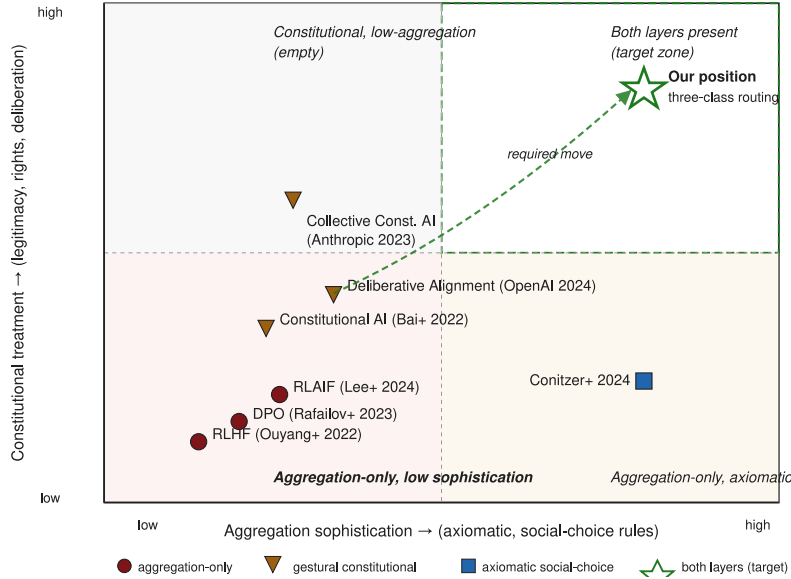 high
Constitutional, low-aggregation
(empty)
Both layers present
(target zone)
Our position
three-class routing
required move
Collective Const. AI
(Anthropic 2023)
Deliberative Alignment (OpenAI 2024)
Constitutional AI (Bai+ 2022)
RLAIF (Lee+ 2024)
Conitzer+ 2024
DPO (Rafailov+ 2023)
RLHF (Ouyang+ 2022)
Aggregation-only, low sophistication
Aggregation-only, axiomatic
low
Constitutional treatment → (legitimacy, rights, deliberation)
low
Aggregation sophistication → (axiomatic, social-choice rules)
high
aggregation-only
gestural constitutional
axiomatic social-choice
both layers (target)